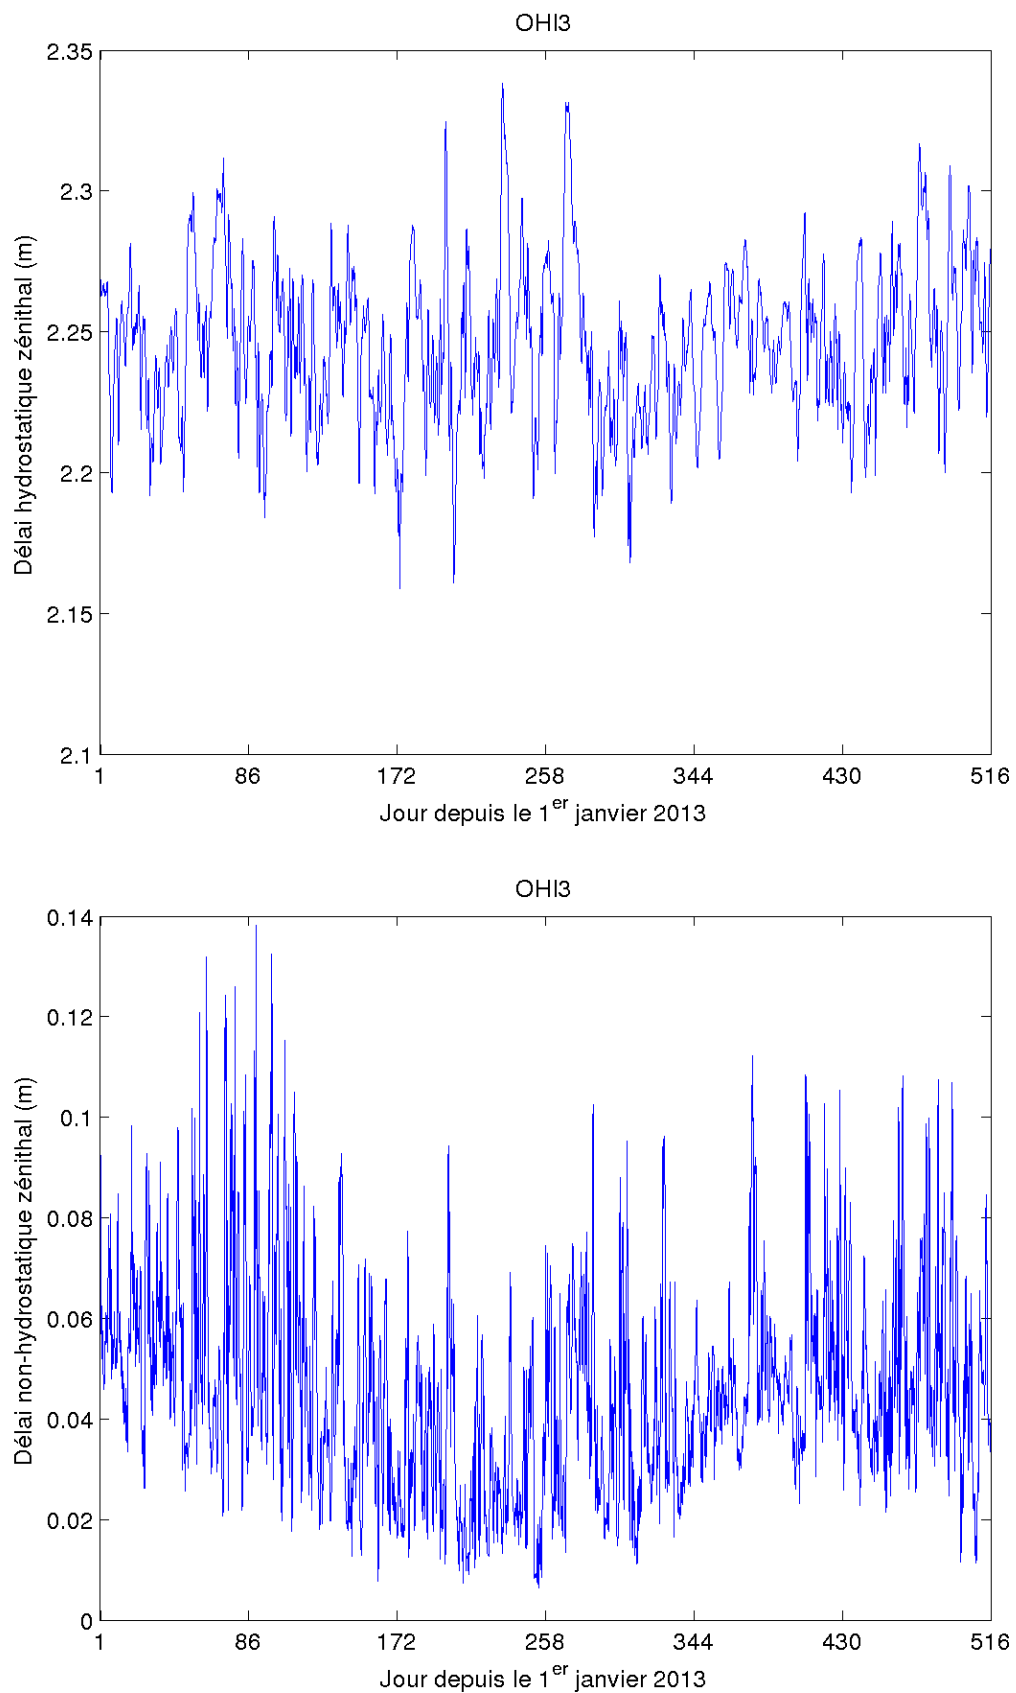 OHI3
2.35
2.3
2.25
2.2
2.15
2.1
Délai hydrostatique zénithal (m)
1 86 172 258 344 430 516
Jour depuis le 1er janvier 2013
OHI3
0.14
0.12
0.1
0.08
0.06
0.04
0.02
0
Délai non-hydrostatique zénithal (m)
1 86 172 258 344 430 516
Jour depuis le 1er janvier 2013